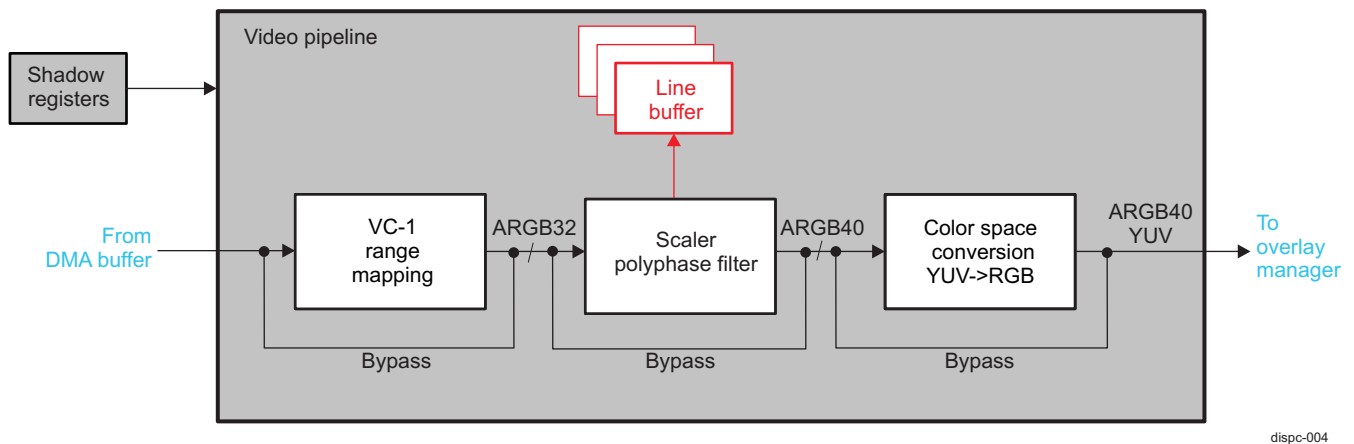 Video pipeline
Shadow
registers
Line
buffer
From
DMA buffer
VC-1
range
mapping
ARGB32
Scaler
polyphase filter
ARGB40
Color space
conversion
YUV->RGB
ARGB40
YUV
To
overlay
manager
Bypass
Bypass
Bypass
dispc-004